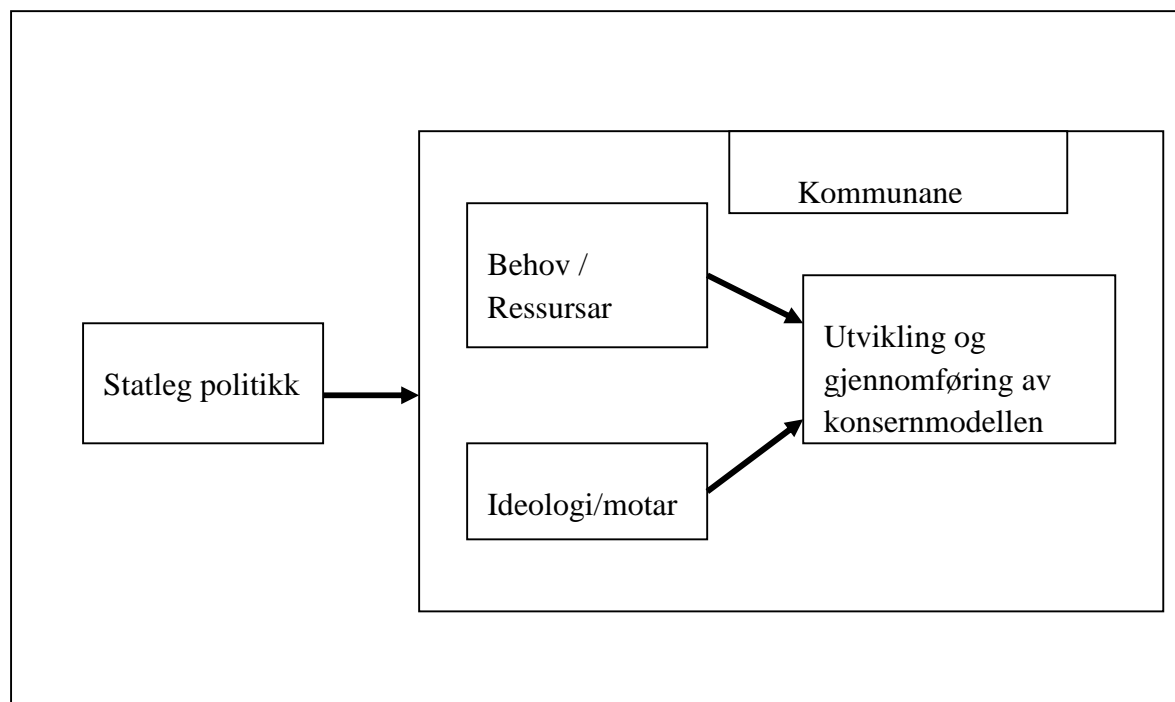 Kommunane
Behov /
Ressursar
Statleg politikk
Utvikling og
gjennomføring av
konsernmodellen
Ideologi/motar